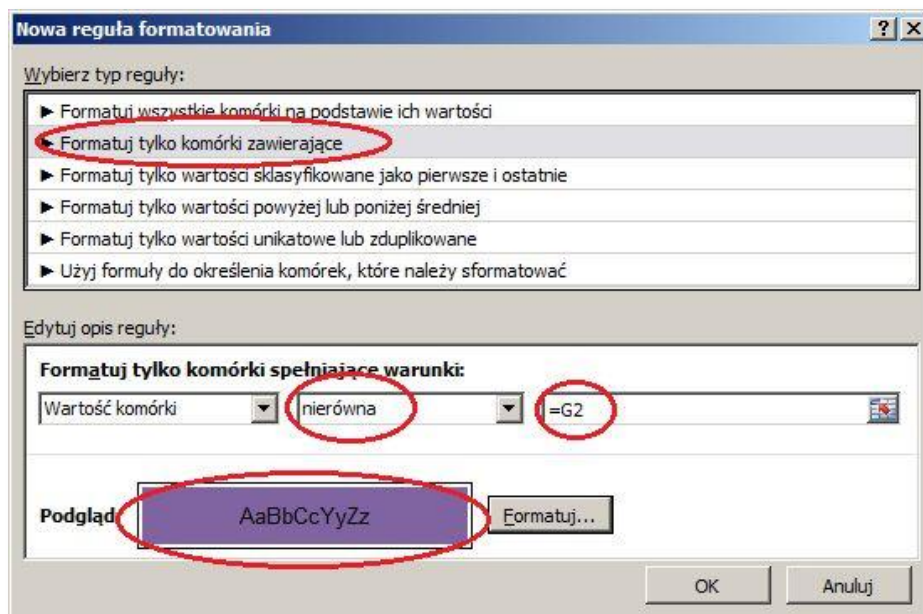 Nowa reguła formatowania
Wybierz typ reguły:
► Formatuj wszystkie komórki na podstawie ich wartości
► Formatuj tylko komórki zawierające
► Formatuj tylko wartości sklasyfikowane jako pierwsze i ostatnie
► Formatuj tylko wartości powyżej lub poniżej średniej
► Formatuj tylko wartości unikatowe lub zduplikowane
► Użyj formuły do określenia komórek, które należy sformatować
Edytuj opis reguły:
Formatuj tylko komórki spełniające warunki:
Wartość komórki nierówna =G2
Podgląd: AaBbCcYyZz Formatuj...
OK Anuluj